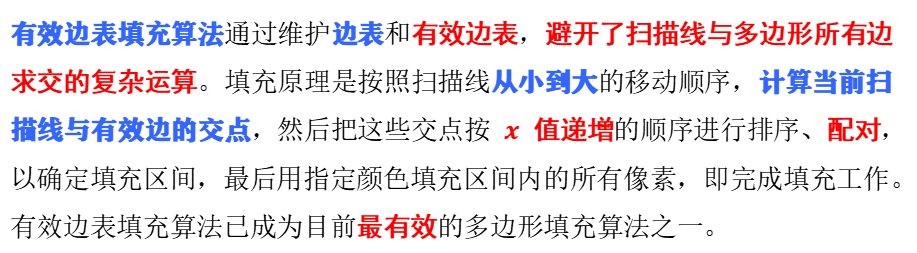 有效边表填充算法通过维护边表和有效边表，避开了扫描线与多边形所有边
求交的复杂运算。填充原理是按照扫描线从小到大的移动顺序，计算当前扫
描线与有效边的交点，然后把这些交点按 x 值递增的顺序进行排序、配对，
以确定填充区间，最后用指定颜色填充区间内的所有像素，即完成填充工作。
有效边表填充算法已成为目前最有效的多边形填充算法之一。